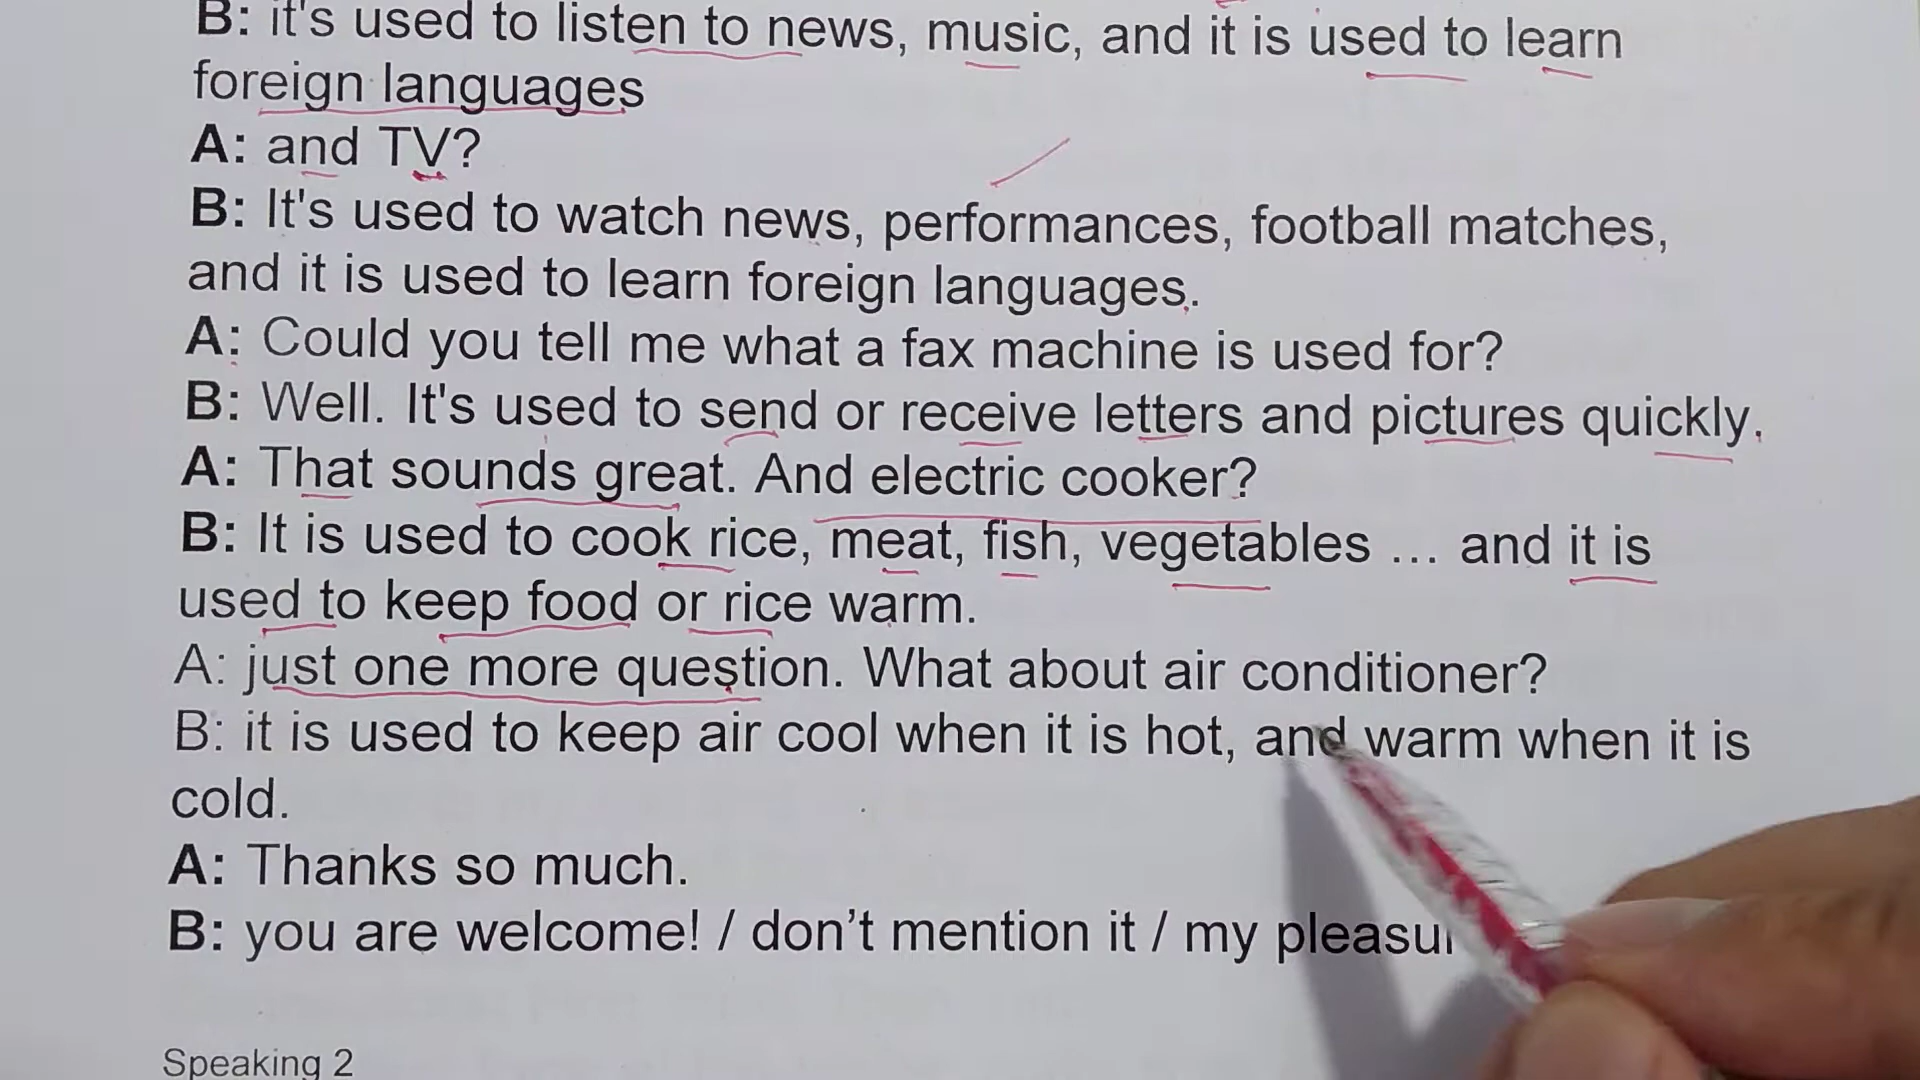 B: it's used to listen to news, music, and it is used to learn
foreign languages
A: and TV?
B: It's used to watch news, performances, football matches,
and it is used to learn foreign languages.
A: Could you tell me what a fax machine is used for?
B: Well. It's used to send or receive letters and pictures quickly.
A: That sounds great. And electric cooker?
B: It is used to cook rice, meat, fish, vegetables ... and it is
used to keep food or rice warm.
A: just one more question. What about air conditioner?
B: it is used to keep air cool when it is hot, and warm when it is
cold.
A: Thanks so much.
B: you are welcome! / don't mention it / my
Speaking 2